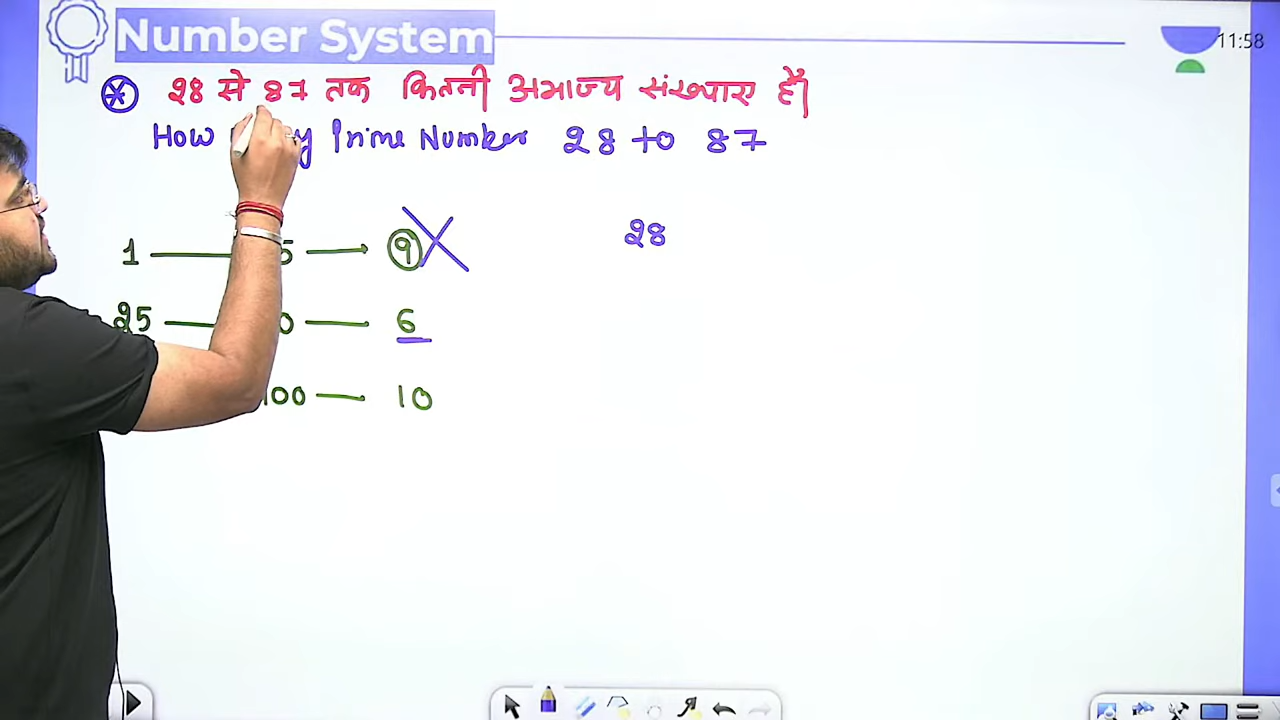 Number System
11:58
28 से 87 तक कितनी अभाज्य संख्याए हैं।
How Prime Number 28 to 87
1 5 → 9
28
25 0 6
100 10